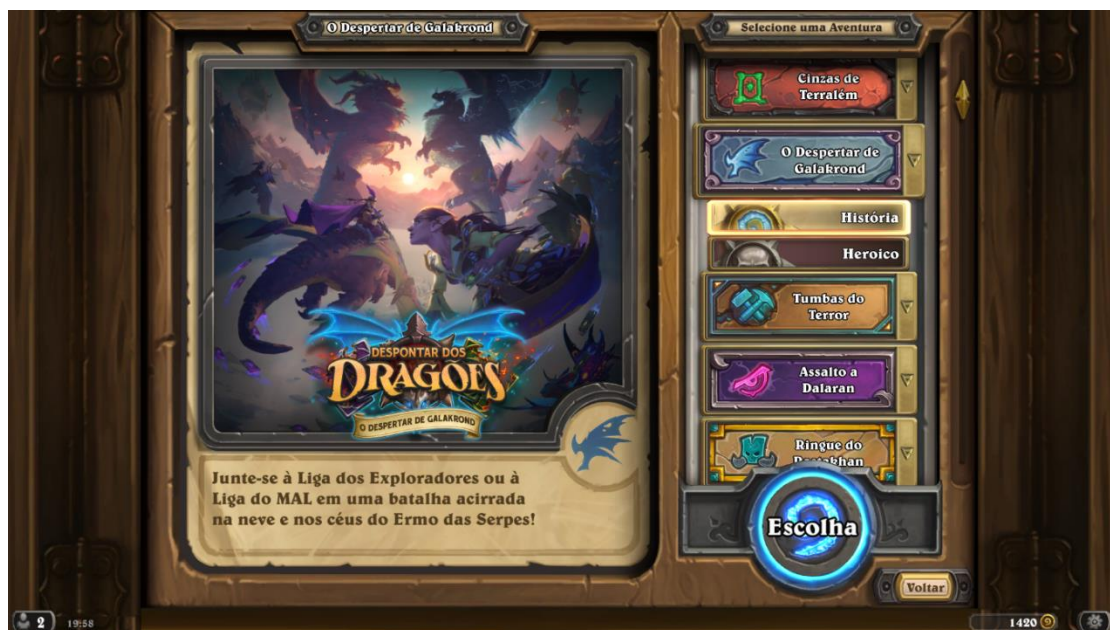 O Despertar de Galakrond
DESPONTAR DOS
DRAGÕES
O DESPERTAR DE GALAKROND
Junte-se à Liga dos Exploradores ou à
Liga do MAL em uma batalha acirrada
na neve e nos céus do Ermo das Serpes!
Selecione uma Aventura
Cinzas de
Terralém
O Despertar de
Galakrond
História
Heroico
Tumbas do
Terror
Assalto a
Dalaran
Ringue do
Escolha
Voltar
2
19:58
1420